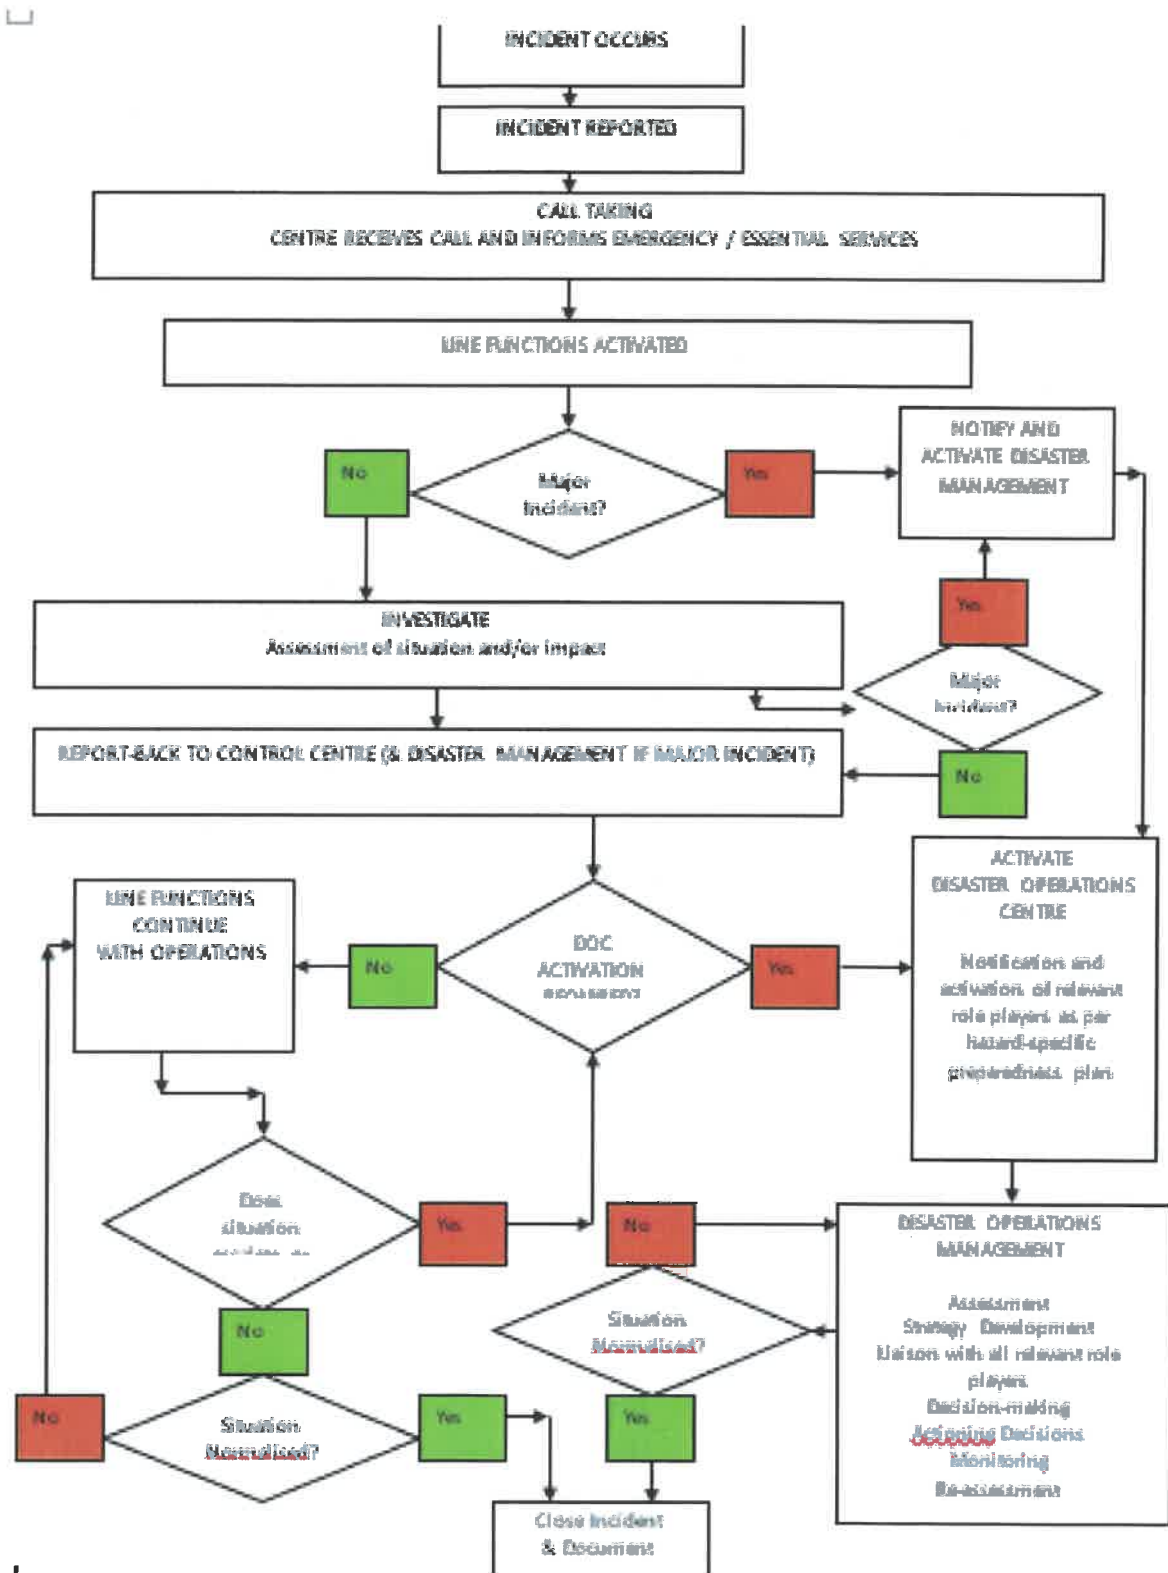 INCIDENT OCCURS
INCIDENT REPORTED
CALL TAKING
CENTRE RECEIVES CALL AND INFORMS EMERGENCY / ESSENTIAL SERVICES
LINE FUNCTIONS ACTIVATED
Major
Incident?
No
Yes
NOTIFY AND
ACTIVATE DISASTER
MANAGEMENT
INVESTIGATE
Assessment of situation and/or impact
Yes
Major
Incident?
No
REPORT-BACK TO CONTROL CENTRE (& DISASTER MANAGEMENT IF MAJOR INCIDENT)
LINE FUNCTIONS
CONTINUE
WITH OPERATIONS
No
DOC
ACTIVATION
Yes
ACTIVATE
DISASTER OPERATIONS
CENTRE
Notification and
activation of relevant
role players as per
hazard-specific
preparedness plan
Does
situation
Yes
No
No
Situation
Normalised?
Yes
No
Situation
Normalised?
Yes
DISASTER OPERATIONS
MANAGEMENT
Assessment
Strategy Development
Liaison with all relevant role
players
Decision-making
Actioning Decisions
Monitoring
Re-assessment
Close Incident
& Document